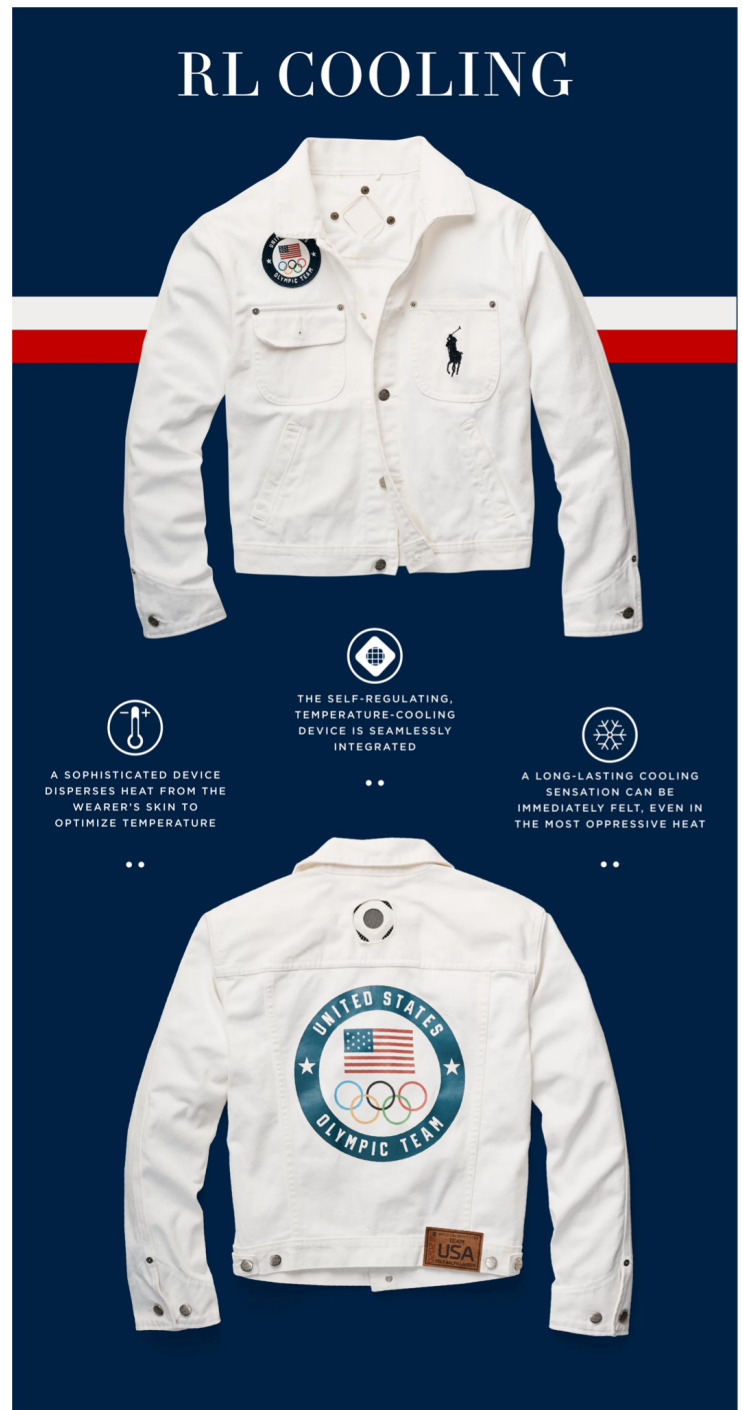 RL COOLING
UNITED
OLYMPIC TEAM
THE SELF-REGULATING,
TEMPERATURE-COOLING
DEVICE IS SEAMLESSLY
INTEGRATED
A SOPHISTICATED DEVICE
DISPERSES HEAT FROM THE
WEARER'S SKIN TO
OPTIMIZE TEMPERATURE
A LONG-LASTING COOLING
SENSATION CAN BE
IMMEDIATELY FELT, EVEN IN
THE MOST OPPRESSIVE HEAT
UNITED STATES
OLYMPIC TEAM
TEAM
USA